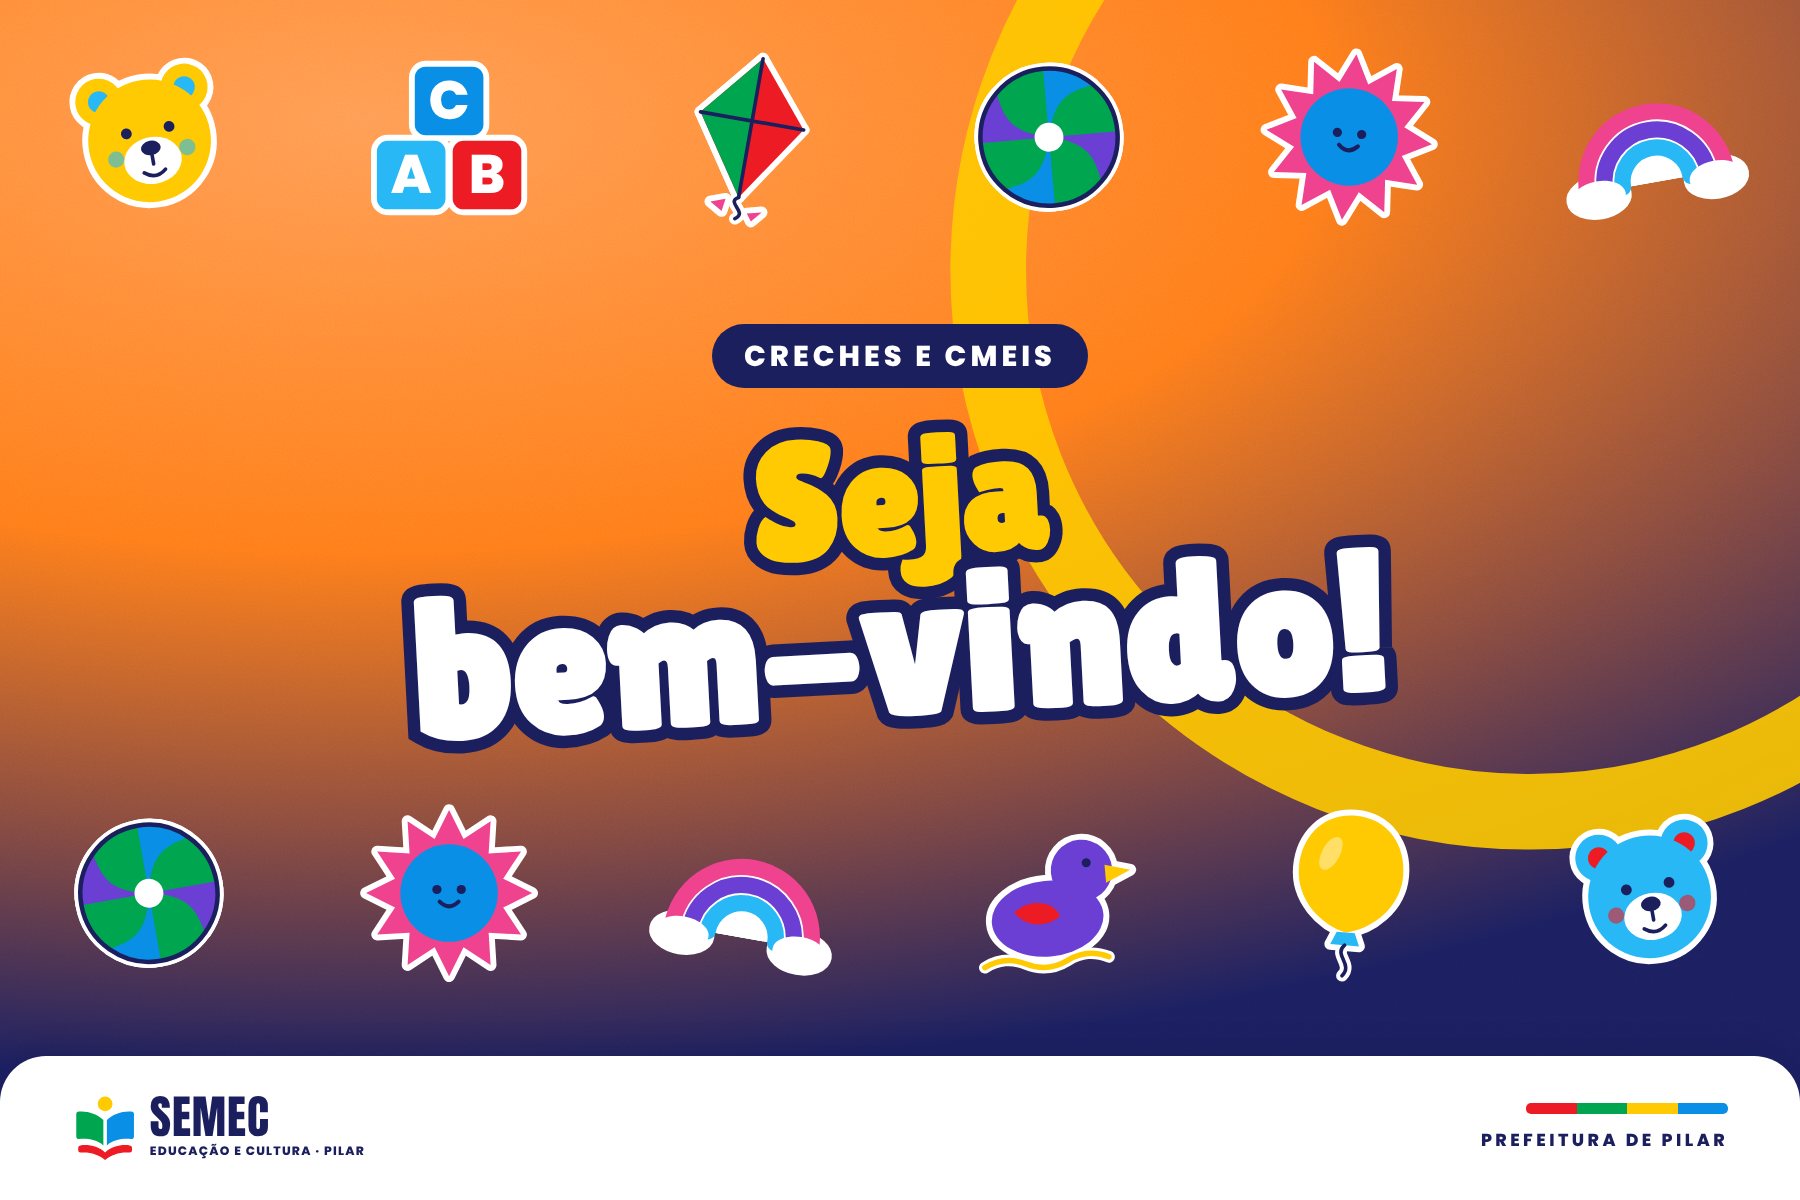 C
A B
CRECHES E CMEIS
Seja
bem-vindo!
SEMEC
EDUCAÇÃO E CULTURA · PILAR
PREFEITURA DE PILAR